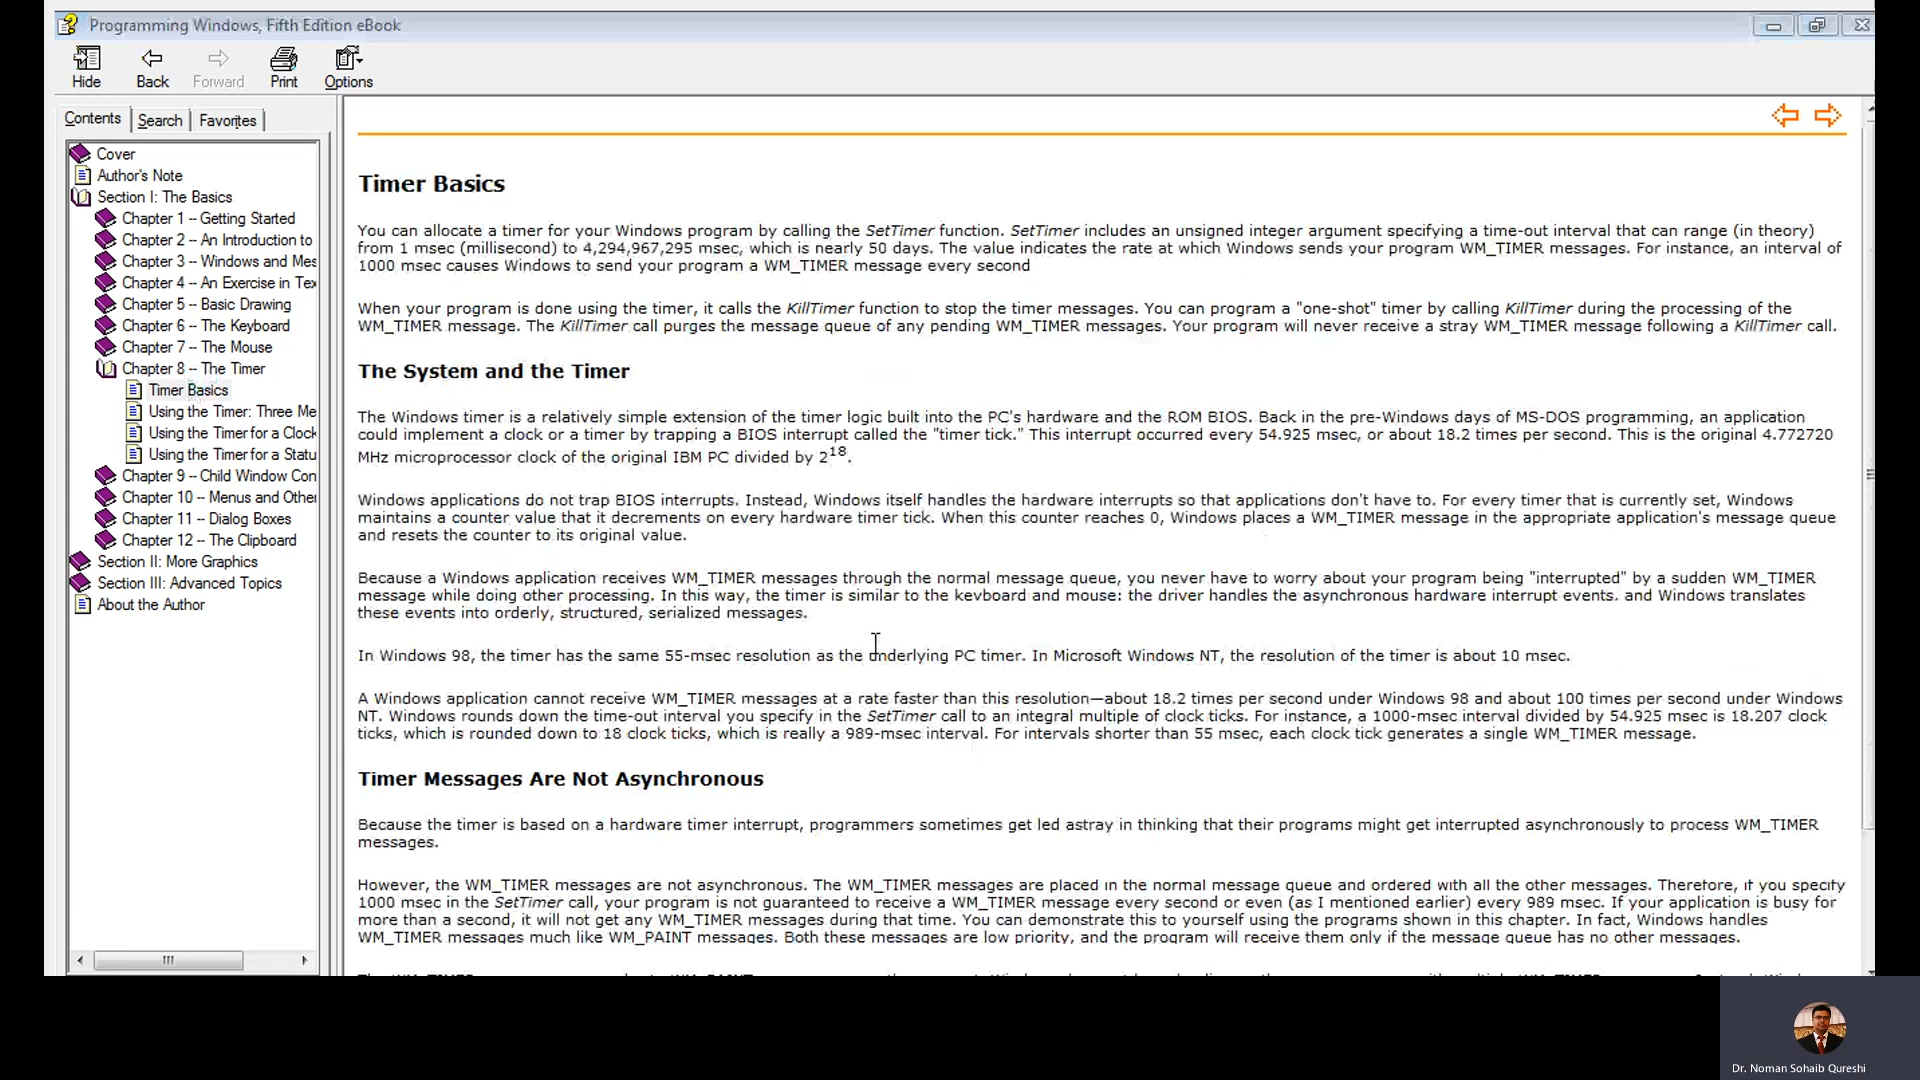 Programming Windows, Fifth Edition eBook
Hide
Back
Forward
Print
Options
Contents
Search
Favorites
Cover
Author's Note
Section I: The Basics
Chapter 1 -- Getting Started
Chapter 2 -- An Introduction to
Chapter 3 -- Windows and Mes
Chapter 4 -- An Exercise in Tex
Chapter 5 -- Basic Drawing
Chapter 6 -- The Keyboard
Chapter 7 -- The Mouse
Chapter 8 -- The Timer
Timer Basics
Using the Timer: Three Me
Using the Timer for a Clock
Using the Timer for a Statu
Chapter 9 -- Child Window Con
Chapter 10 -- Menus and Other
Chapter 11 -- Dialog Boxes
Chapter 12 -- The Clipboard
Section II: More Graphics
Section III: Advanced Topics
About the Author
Timer Basics
You can allocate a timer for your Windows program by calling the SetTimer function. SetTimer includes an unsigned integer argument specifying a time-out interval that can range (in theory)
from 1 msec (millisecond) to 4,294,967,295 msec, which is nearly 50 days. The value indicates the rate at which Windows sends your program WM_TIMER messages. For instance, an interval of
1000 msec causes Windows to send your program a WM_TIMER message every second
When your program is done using the timer, it calls the KillTimer function to stop the timer messages. You can program a "one-shot" timer by calling KillTimer during the processing of the
WM_TIMER message. The KillTimer call purges the message queue of any pending WM_TIMER messages. Your program will never receive a stray WM_TIMER message following a KillTimer call.
The System and the Timer
The Windows timer is a relatively simple extension of the timer logic built into the PC's hardware and the ROM BIOS. Back in the pre-Windows days of MS-DOS programming, an application
could implement a clock or a timer by trapping a BIOS interrupt called the "timer tick." This interrupt occurred every 54.925 msec, or about 18.2 times per second. This is the original 4.772720
MHz microprocessor clock of the original IBM PC divided by 2^18.
Windows applications do not trap BIOS interrupts. Instead, Windows itself handles the hardware interrupts so that applications don't have to. For every timer that is currently set, Windows
maintains a counter value that it decrements on every hardware timer tick. When this counter reaches 0, Windows places a WM_TIMER message in the appropriate application's message queue
and resets the counter to its original value.
Because a Windows application receives WM_TIMER messages through the normal message queue, you never have to worry about your program being "interrupted" by a sudden WM_TIMER
message while doing other processing. In this way, the timer is similar to the keyboard and mouse: the driver handles the asynchronous hardware interrupt events, and Windows translates
these events into orderly, structured, serialized messages.
In Windows 98, the timer has the same 55-msec resolution as the underlying PC timer. In Microsoft Windows NT, the resolution of the timer is about 10 msec.
A Windows application cannot receive WM_TIMER messages at a rate faster than this resolution—about 18.2 times per second under Windows 98 and about 100 times per second under Windows
NT. Windows rounds down the time-out interval you specify in the SetTimer call to an integral multiple of clock ticks. For instance, a 1000-msec interval divided by 54.925 msec is 18.207 clock
ticks, which is rounded down to 18 clock ticks, which is really a 989-msec interval. For intervals shorter than 55 msec, each clock tick generates a single WM_TIMER message.
Timer Messages Are Not Asynchronous
Because the timer is based on a hardware timer interrupt, programmers sometimes get led astray in thinking that their programs might get interrupted asynchronously to process WM_TIMER
messages.
However, the WM_TIMER messages are not asynchronous. The WM_TIMER messages are placed in the normal message queue and ordered with all the other messages. Therefore, if you specify
1000 msec in the SetTimer call, your program is not guaranteed to receive a WM_TIMER message every second or even (as I mentioned earlier) every 989 msec. If your application is busy for
more than a second, it will not get any WM_TIMER messages during that time. You can demonstrate this to yourself using the programs shown in this chapter. In fact, Windows handles
WM_TIMER messages much like WM_PAINT messages. Both these messages are low priority, and the program will receive them only if the message queue has no other messages.
Dr. Noman Sohaib Qureshi